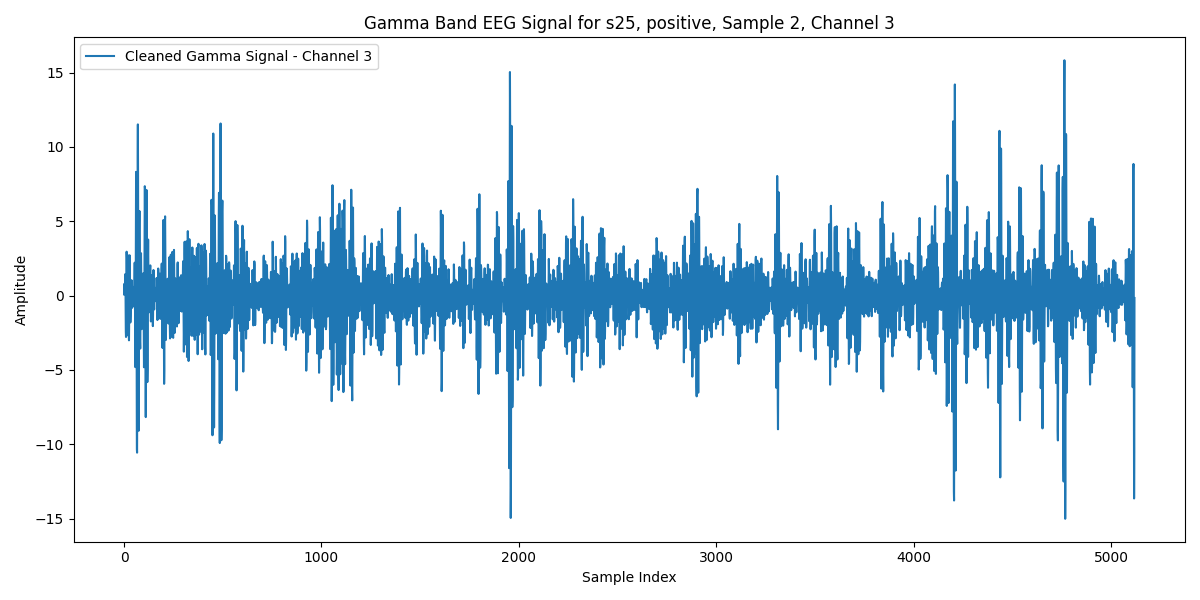 Gamma Band EEG Signal for s25, positive, Sample 2, Channel 3
Cleaned Gamma Signal - Channel 3
15
10
5
0
−5
−10
−15
Amplitude
0 1000 2000 3000 4000 5000
Sample Index